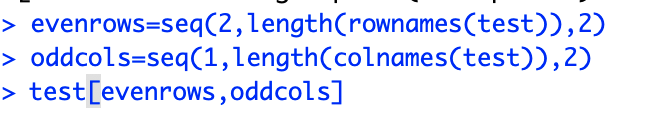 > evenrows=seq(2,length(rownames(test)),2)
> oddcols=seq(1,length(colnames(test)),2)
> test[evenrows,oddcols]